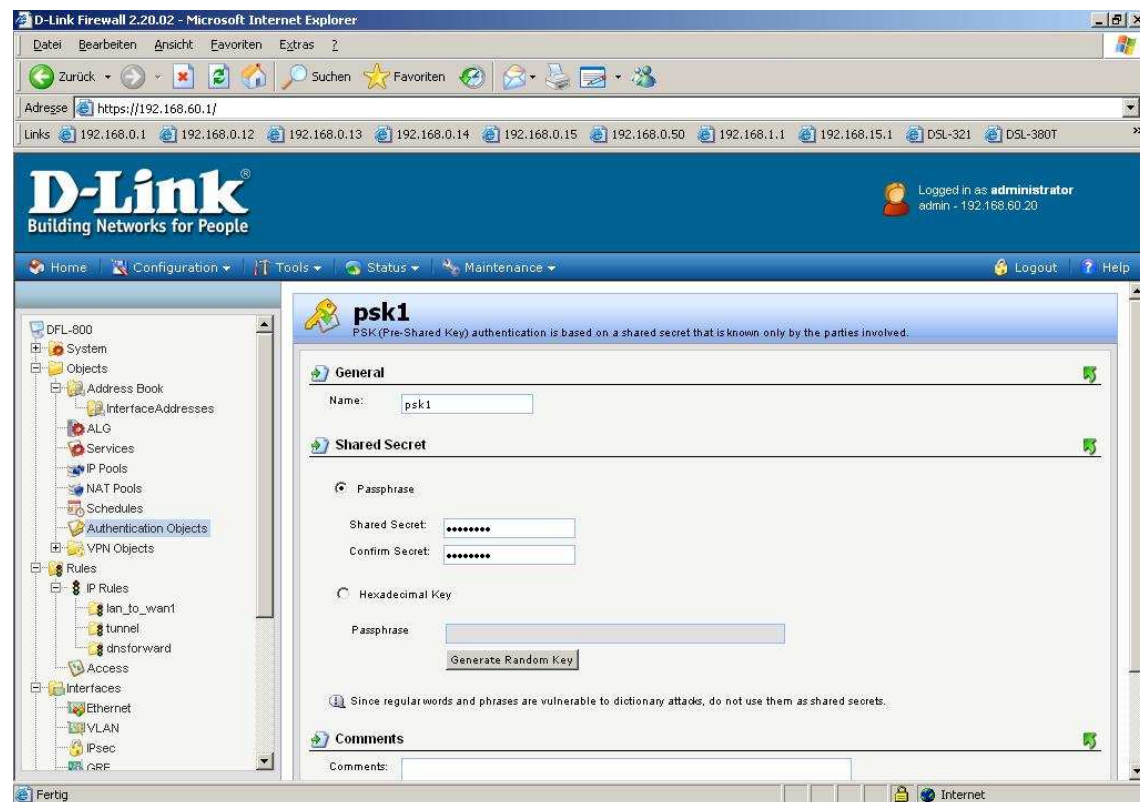 D-Link Firewall 2.20.02 - Microsoft Internet Explorer
Datei Bearbeiten Ansicht Favoriten Extras ?
Zurück Suchen Favoriten
Adresse https://192.168.60.1/
Links 192.168.0.1 192.168.0.12 192.168.0.13 192.168.0.14 192.168.0.15 192.168.0.50 192.168.1.1 192.168.15.1 DSL-321 DSL-380T »
D-Link®
Building Networks for People
Logged in as administrator
admin - 192.168.60.20
Home Configuration Tools Status Maintenance Logout Help
DFL-800
System
Objects
Address Book
InterfaceAddresses
ALG
Services
IP Pools
NAT Pools
Schedules
Authentication Objects
VPN Objects
Rules
IP Rules
lan_to_wan1
tunnel
dnsforward
Access
Interfaces
Ethernet
VLAN
IPsec
GRE
psk1
PSK (Pre-Shared Key) authentication is based on a shared secret that is known only by the parties involved.
General
Name: psk1
Shared Secret
Passphrase
Shared Secret: ••••••••
Confirm Secret: ••••••••
Hexadecimal Key
Passphrase
Generate Random Key
Since regular words and phrases are vulnerable to dictionary attacks, do not use them as shared secrets.
Comments
Comments:
Fertig Internet